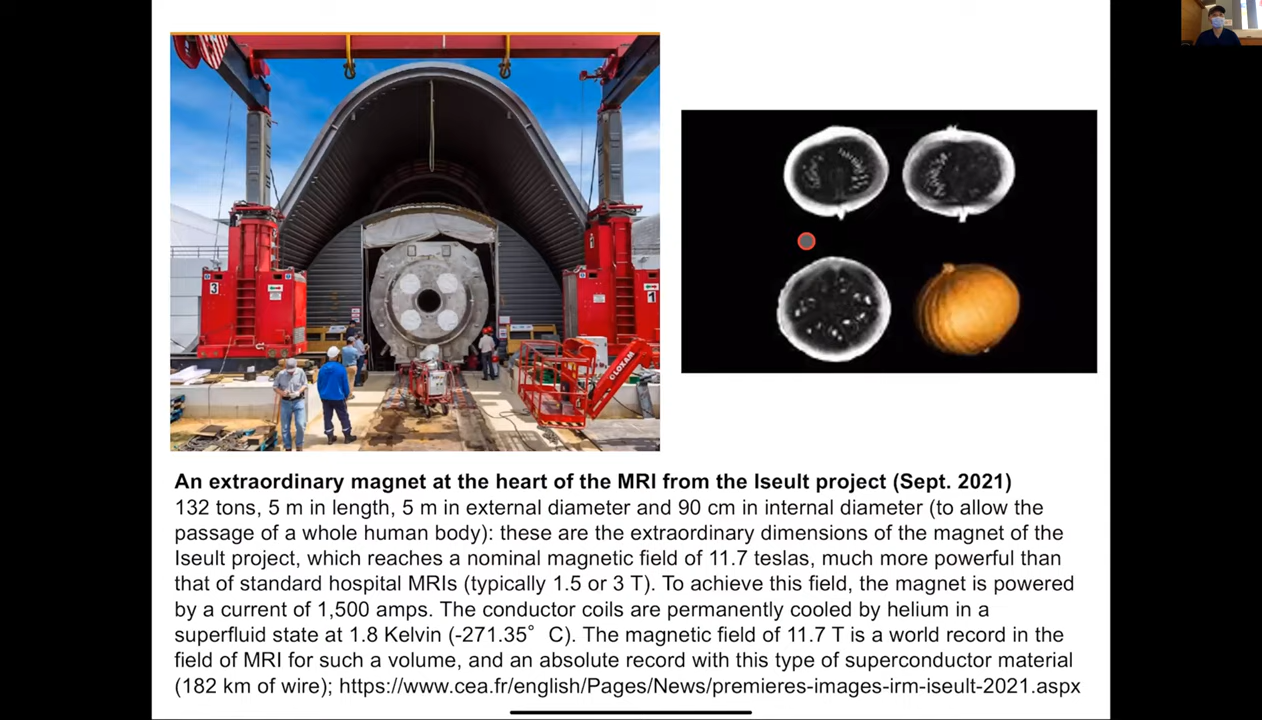 3
1
1
GLOXAM
An extraordinary magnet at the heart of the MRI from the Iseult project (Sept. 2021)
132 tons, 5 m in length, 5 m in external diameter and 90 cm in internal diameter (to allow the
passage of a whole human body): these are the extraordinary dimensions of the magnet of the
Iseult project, which reaches a nominal magnetic field of 11.7 teslas, much more powerful than
that of standard hospital MRIs (typically 1.5 or 3 T). To achieve this field, the magnet is powered
by a current of 1,500 amps. The conductor coils are permanently cooled by helium in a
superfluid state at 1.8 Kelvin (-271.35° C). The magnetic field of 11.7 T is a world record in the
field of MRI for such a volume, and an absolute record with this type of superconductor material
(182 km of wire); https://www.cea.fr/english/Pages/News/premieres-images-irm-iseult-2021.aspx